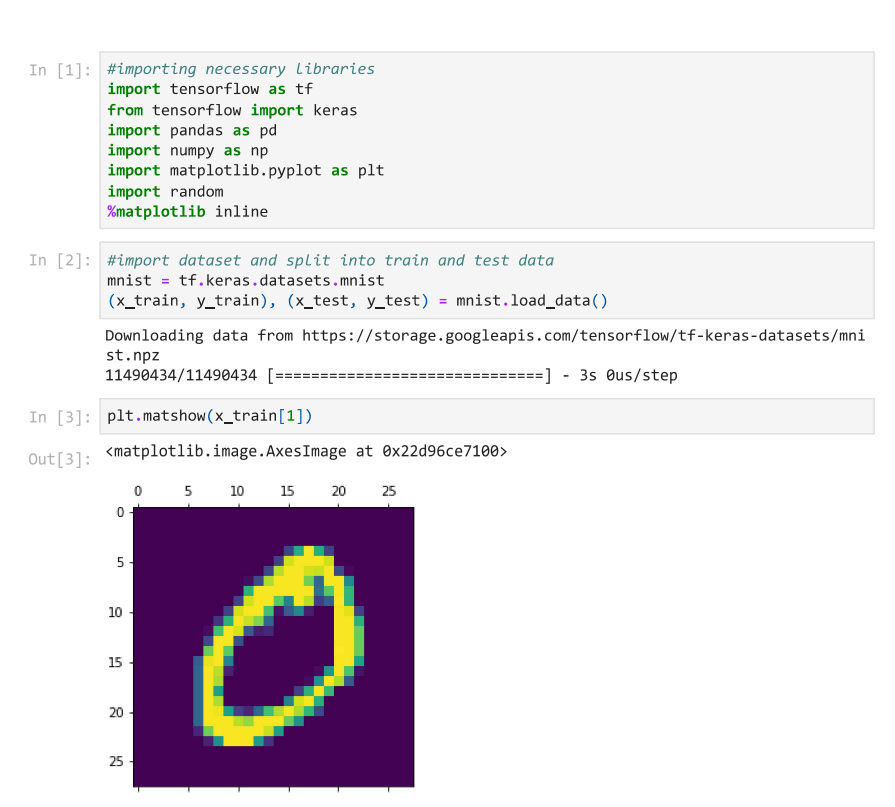 In [1]:
#importing necessary libraries
import tensorflow as tf
from tensorflow import keras
import pandas as pd
import numpy as np
import matplotlib.pyplot as plt
import random
%matplotlib inline
In [2]:
#import dataset and split into train and test data
mnist = tf.keras.datasets.mnist
(x_train, y_train), (x_test, y_test) = mnist.load_data()
Downloading data from https://storage.googleapis.com/tensorflow/tf-keras-datasets/mni
st.npz
11490434/11490434 [==============================] - 3s 0us/step
In [3]:
plt.matshow(x_train[1])
Out[3]:
<matplotlib.image.AxesImage at 0x22d96ce7100>
0 5 10 15 20 25
0
5
10
15
20
25